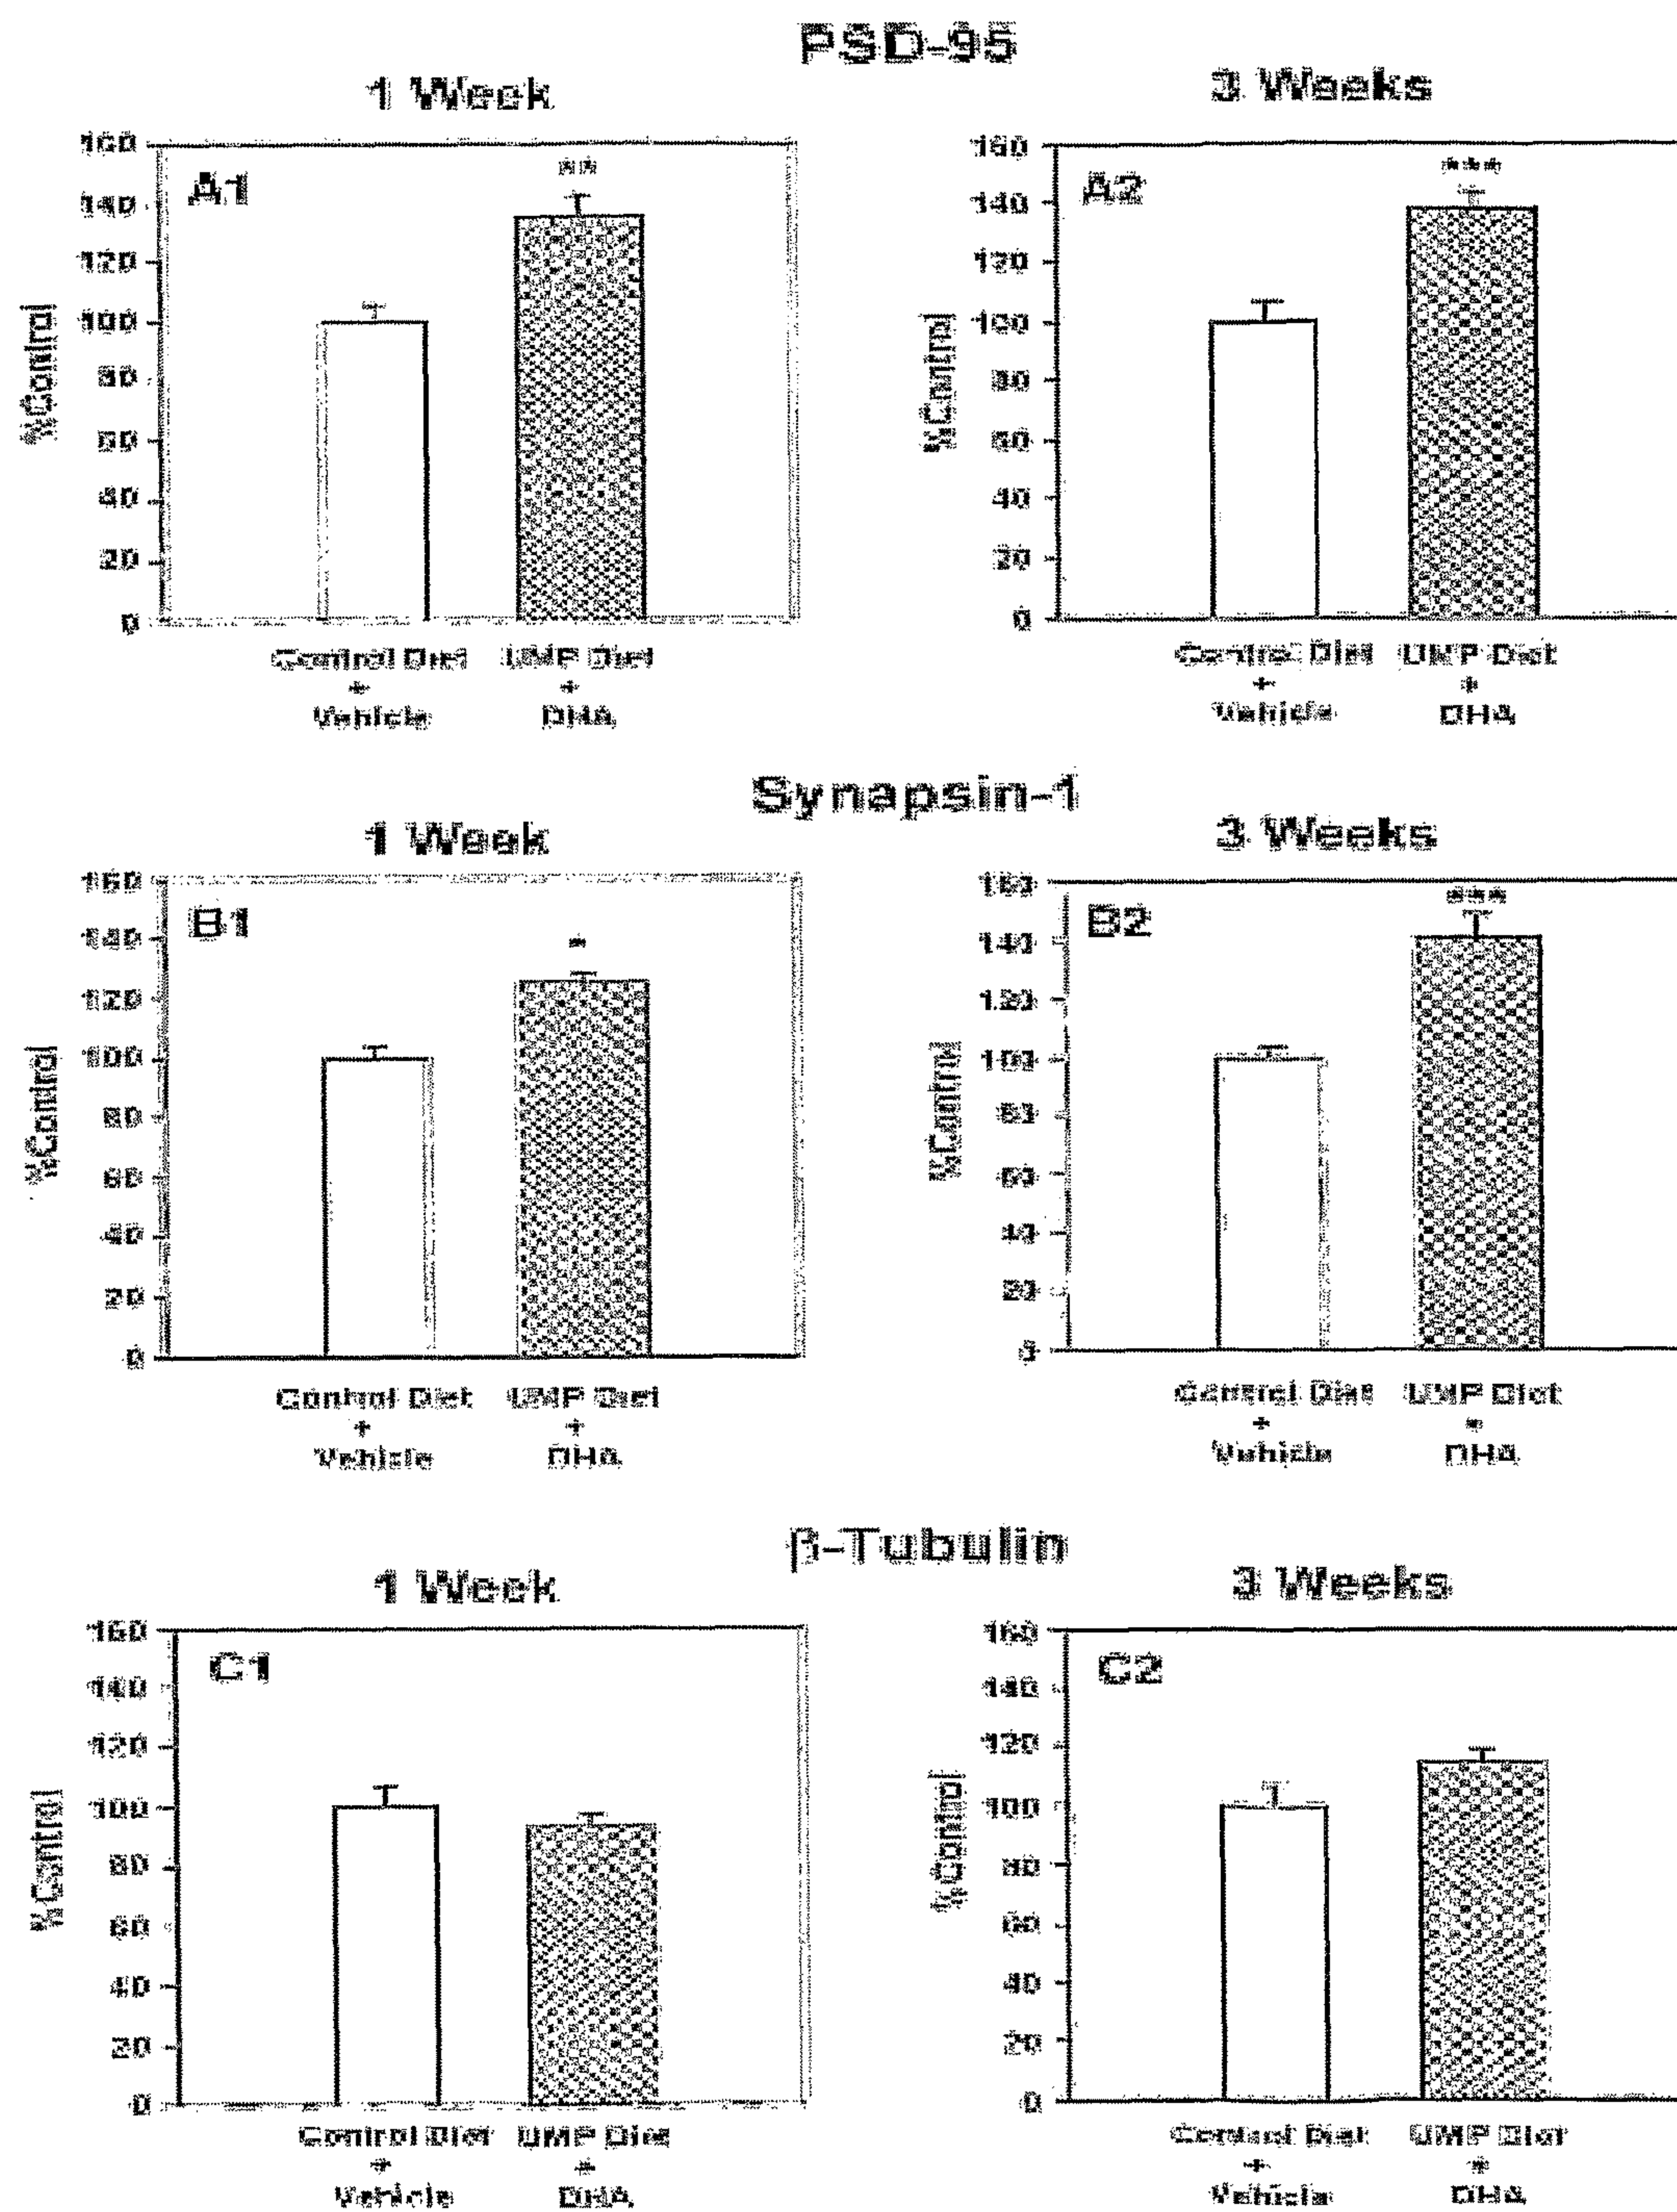 PSD-95
1 Week
3 Weeks
160
140
120
100
80
60
40
20
0
%Control
A1
**
Control Diet
+
Vehicle
UMP Diet
+
DHA
160
140
120
100
80
60
40
20
0
%Control
A2
***
Control Diet
+
Vehicle
UMP Diet
+
DHA
Synapsin-1
1 Week
3 Weeks
160
140
120
100
80
60
40
20
0
%Control
B1
*
Control Diet
+
Vehicle
UMP Diet
+
DHA
160
140
120
100
80
60
40
20
0
%Control
B2
***
Control Diet
+
Vehicle
UMP Diet
+
DHA
β-Tubulin
1 Week
3 Weeks
160
140
120
100
80
60
40
20
0
%Control
C1
Control Diet
+
Vehicle
UMP Diet
+
DHA
160
140
120
100
80
60
40
20
0
%Control
C2
Control Diet
+
Vehicle
UMP Diet
+
DHA